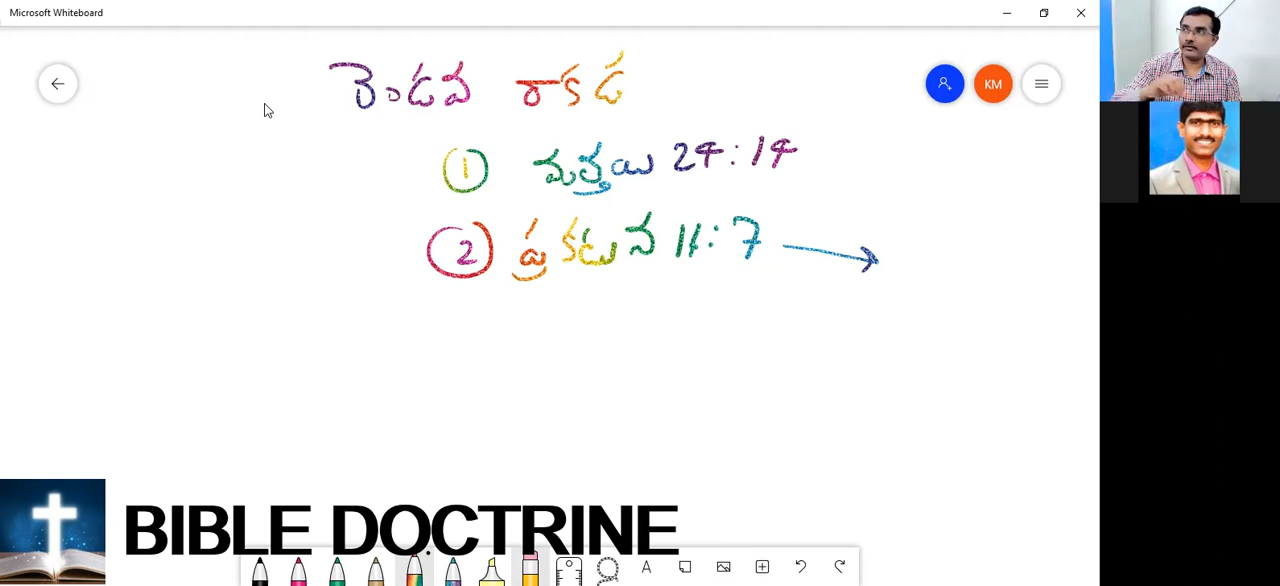 Microsoft Whiteboard
రెండవ రాకడ
KM
1 మత్తయి 24:14
2 ప్రకటన 11:7
BIBLE DOCTRINE
A